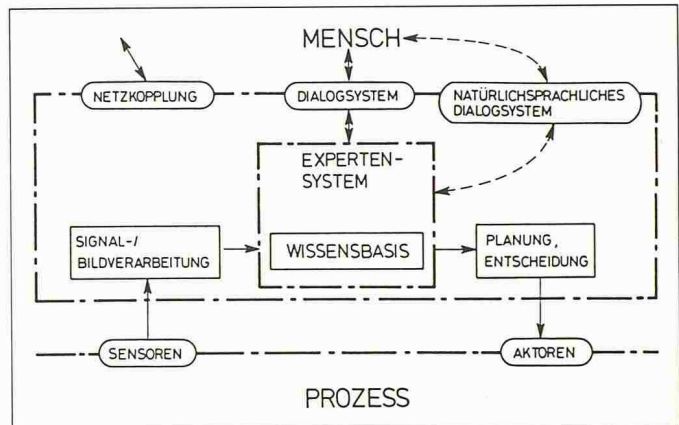 MENSCH
NETZKOPPLUNG
DIALOGSYSTEM
NATÜRLICHSPRACHLICHES
DIALOGSYSTEM
EXPERTEN-
SYSTEM
SIGNAL-/
BILDVERARBEITUNG
WISSENSBASIS
PLANUNG,
ENTSCHEIDUNG
SENSOREN
AKTOREN
PROZESS